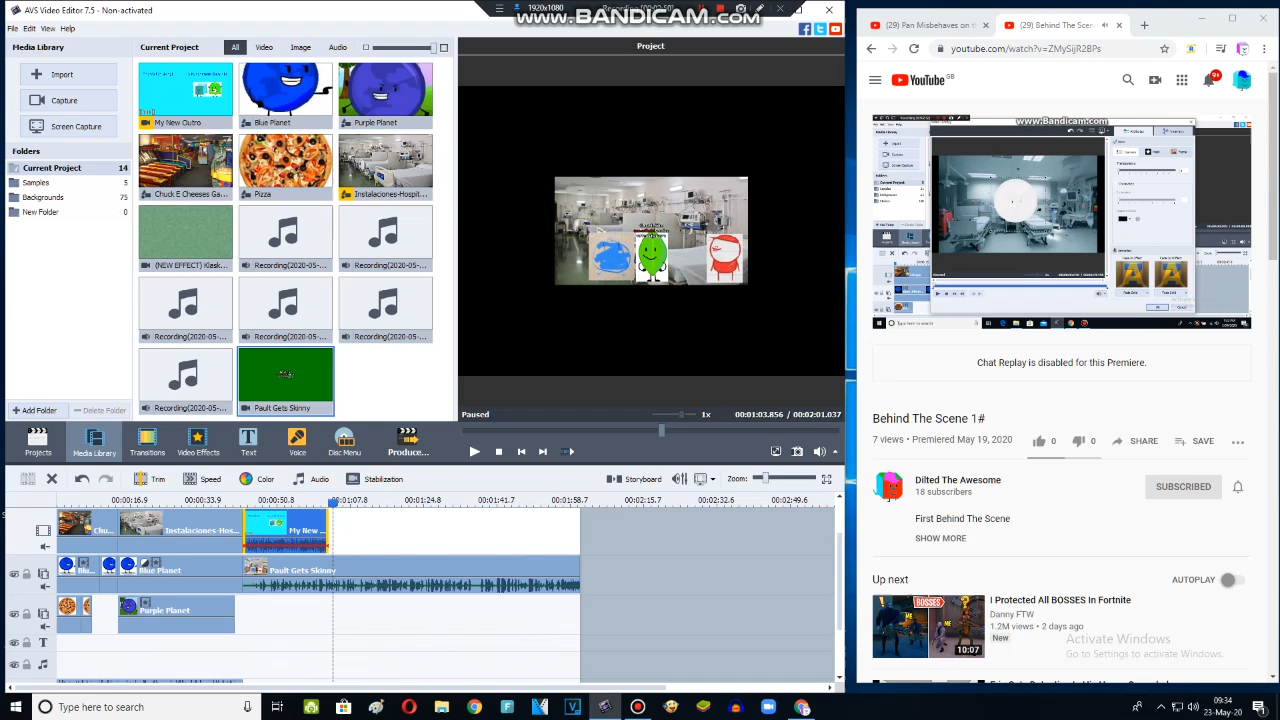 AVS Video Editor 7.5 - Non-activated
1920x1080
www.BANDICAM.com
File Edit View Help
Media Library
Import
Capture
Screen Capture
Folders
Current Project 14
Samples 5
Backgrounds 75
New Folder 0
Add Folder
Delete Folder
Current Project
All
Video
Image
Audio
My New Outro
Blue Planet
Purple Planet
Chuck E Cheeses Ga...
Pizza
Instalaciones-Hospit...
(NEW EFFECT) Klask...
Recording(2020-05-...
Recording(2020-05-...
Recording(2020-05-...
Recording(2020-05-...
Recording(2020-05-...
Recording(2020-05-...
Pault Gets Skinny
Project
Paused
1x
00:01:03.856 / 00:02:01.037
Projects
Media Library
Transitions
Video Effects
Text
Voice
Disc Menu
Produce...
Trim
Speed
Color
Audio
Stabilization
Storyboard
Zoom:
00:00:16.9
00:00:33.9
00:00:50.8
00:01:07.8
00:01:24.8
00:01:41.7
00:01:58.7
00:02:15.7
00:02:32.6
00:02:49.6
Chu...
Instalaciones-Hos...
My New ...
Blu...
Blue Planet
Pault Gets Skinny
Purple Planet
(29) Pan Misbehaves on t
(29) Behind The Scen
youtube.com/watch?v=ZMySijR2BPs
YouTube GB
9+
www.Bandicam.com
Chat Replay is disabled for this Premiere.
Behind The Scene 1#
7 views • Premiered May 19, 2020
0
0
SHARE
SAVE
Dilted The Awesome
18 subscribers
SUBSCRIBED
First Behind The Scene
SHOW MORE
Up next
AUTOPLAY
BOSSES
ME
ME
10:07
I Protected All BOSSES In Fortnite
Danny FTW
1.2M views • 2 days ago
New
Activate Windows
Go to Settings to activate Windows.
Type here to search
09:34
23-May-20